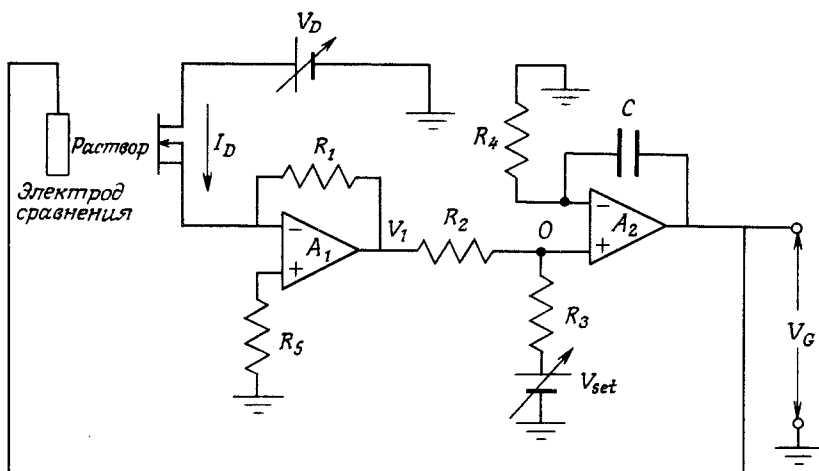 V_D
Раствор
I_D
Электрод
сравнения
R_1
A_1
V_1
R_5
R_2
O
R_3
V_set
R_4
C
A_2
V_G